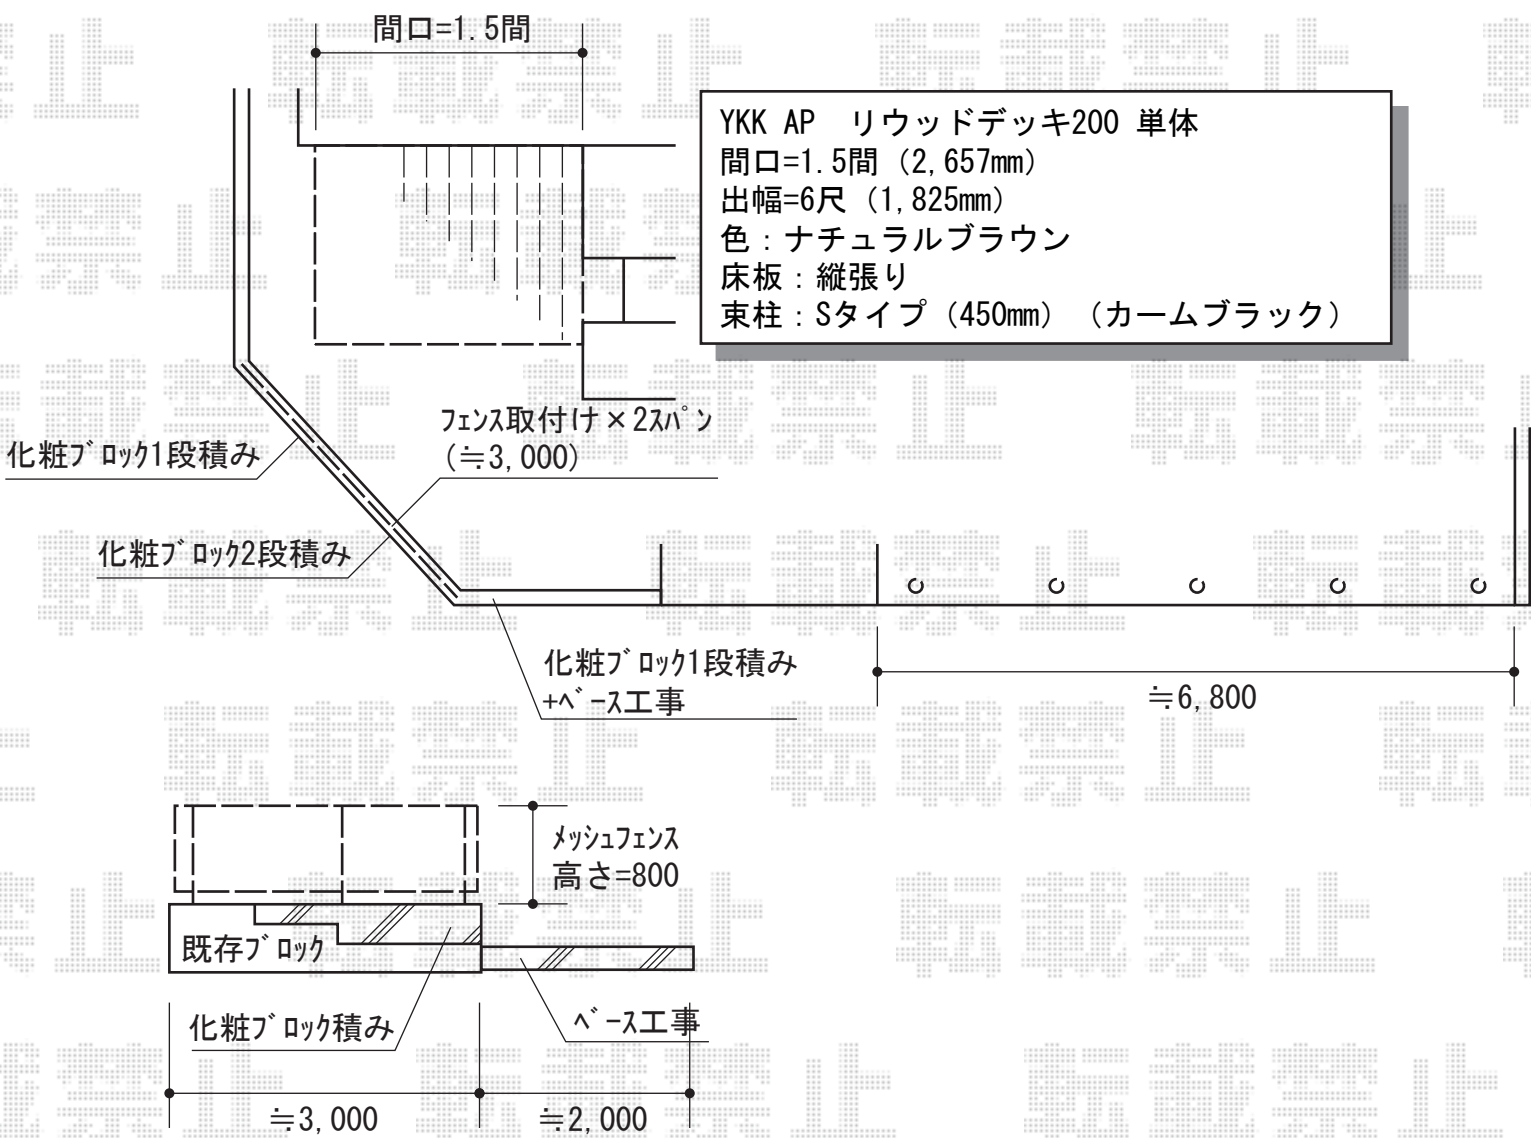 間口=1.5間
YKK AP　リウッドデッキ200 単体
間口=1.5間（2,657mm）
出幅=6尺（1,825mm）
色：ナチュラルブラウン
床板：縦張り
束柱：Sタイプ（450mm）（カームブラック）
ﾌｪﾝｽ取付け×2ｽﾊﾟﾝ
(≒3,000)
化粧ﾌﾞﾛｯｸ1段積み
化粧ﾌﾞﾛｯｸ2段積み
化粧ﾌﾞﾛｯｸ1段積み
+ﾍﾞｰｽ工事
≒6,800
ﾒｯｼｭﾌｪﾝｽ
高さ=800
既存ﾌﾞﾛｯｸ
化粧ﾌﾞﾛｯｸ積み
ﾍﾞｰｽ工事
≒3,000
≒2,000
転載禁止